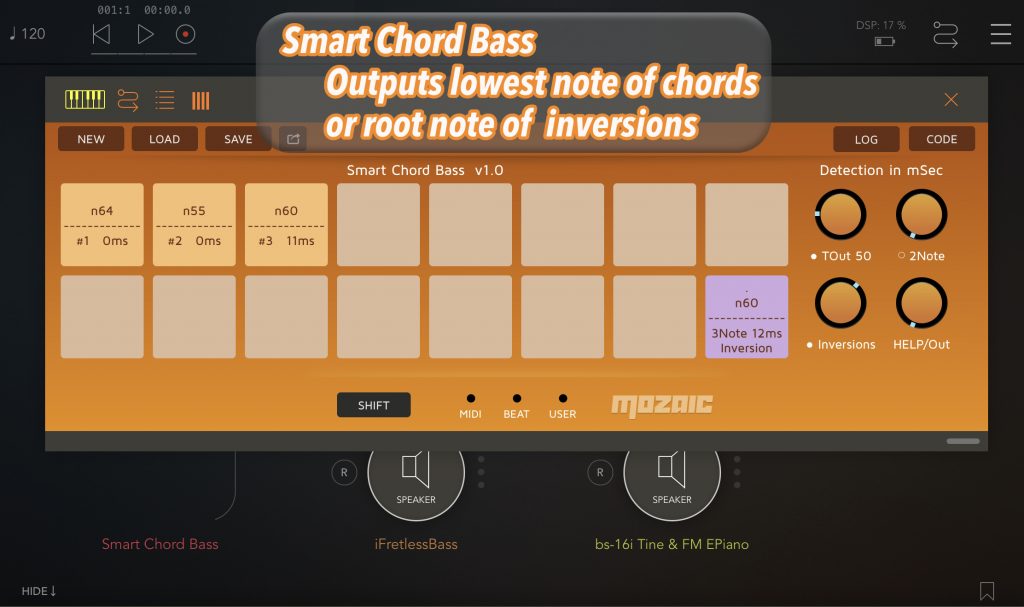 001:1 00:00.0
120
DSP: 17 %
Smart Chord Bass
Outputs lowest note of chords
or root note of inversions
NEW LOAD SAVE LOG CODE
Smart Chord Bass v1.0
Detection in mSec
n64 n55 n60
#1 0ms #2 0ms #3 11ms
TOut 50 2Note
n60
3Note 12ms
Inversion
Inversions HELP/Out
SHIFT
MIDI BEAT USER
mozaic
R SPEAKER R SPEAKER
Smart Chord Bass iFretlessBass bs-16i Tine & FM EPiano
HIDE↓